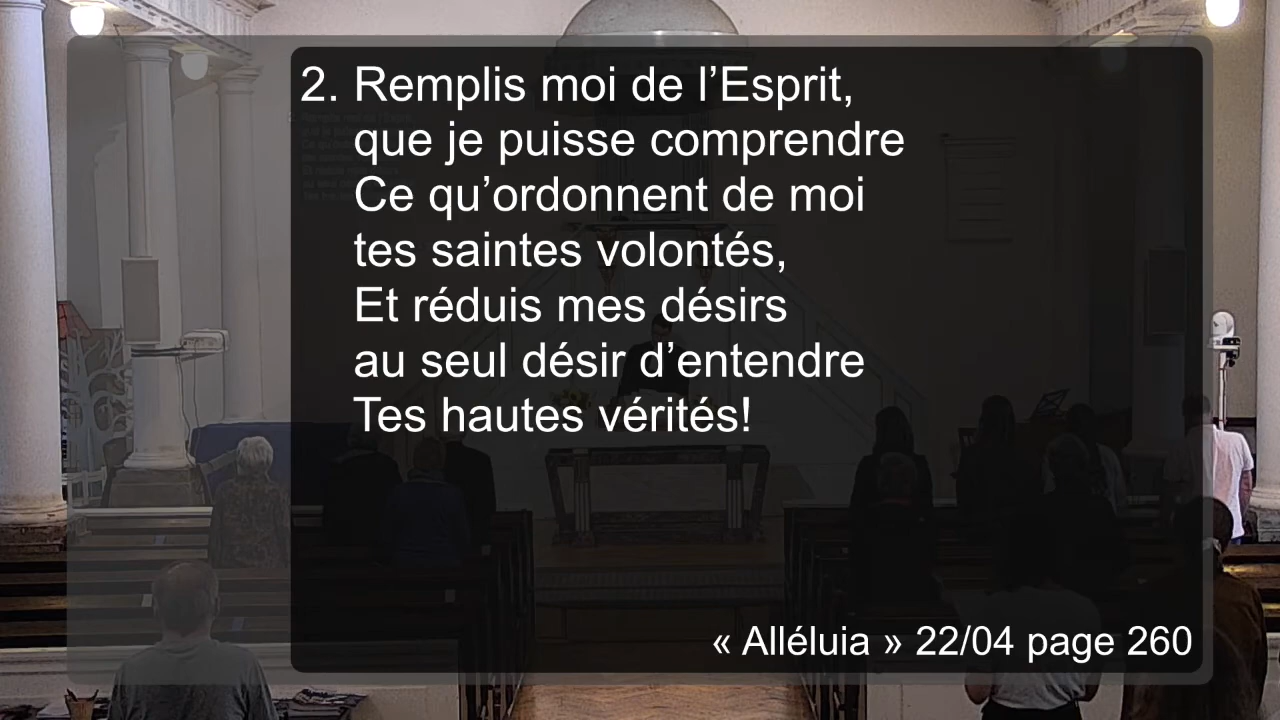 2. Remplis moi de l’Esprit,
que je puisse comprendre
Ce qu’ordonnent de moi
tes saintes volontés,
Et réduis mes désirs
au seul désir d’entendre
Tes hautes vérités!
« Alléluia » 22/04 page 260